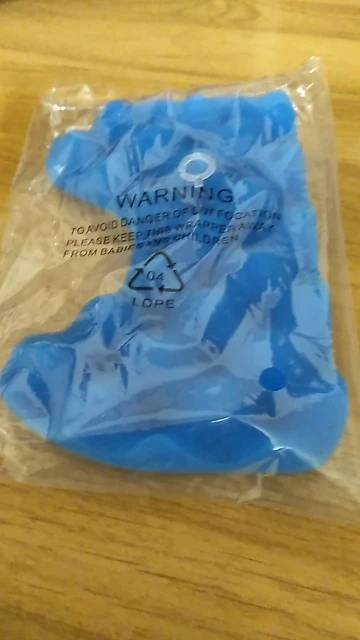 WARNING
TO AVOID DANGER OF SUFFOCATION
PLEASE KEEP THIS WRAPPER AWAY
FROM BABIES AND CHILDREN
04
LDPE